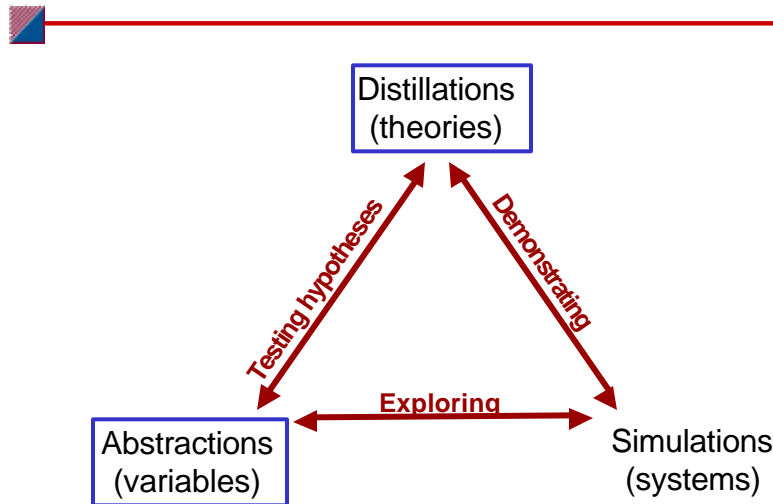 Distillations
(theories)
Testing hypotheses
Demonstrating
Exploring
Abstractions
(variables)
Simulations
(systems)